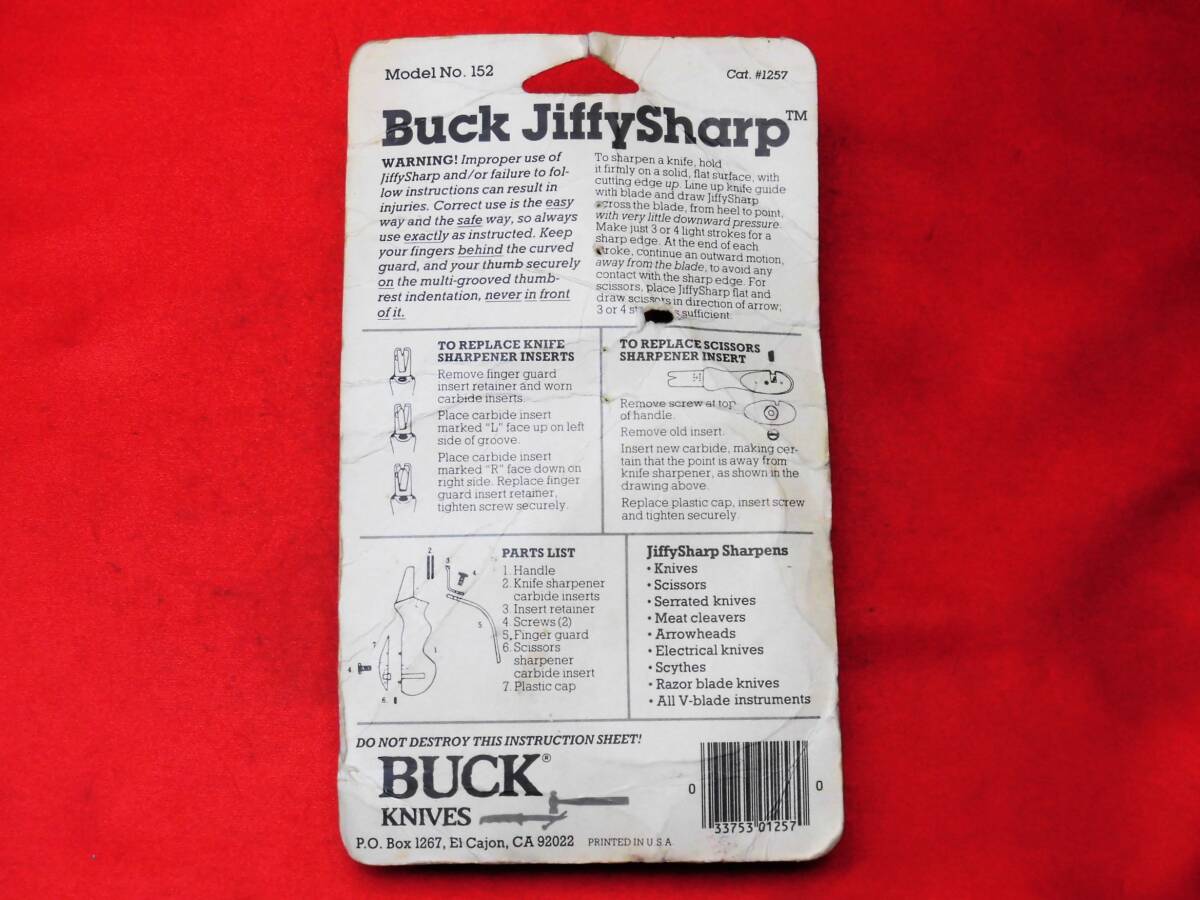 Model No. 152
Cat. #1257
Buck JiffySharp™
WARNING! Improper use of
JiffySharp and/or failure to fol-
low instructions can result in
injuries. Correct use is the easy
way and the safe way, so always
use exactly as instructed. Keep
your fingers behind the curved
guard, and your thumb securely
on the multi-grooved thumb-
rest indentation, never in front
of it.
To sharpen a knife, hold
it firmly on a solid, flat surface, with
cutting edge up. Line up knife guide
with blade and draw JiffySharp
across the blade, from heel to point,
with very little downward pressure.
Make just 3 or 4 light strokes for a
sharp edge. At the end of each
stroke, continue an outward motion,
away from the blade, to avoid any
contact with the sharp edge. For
scissors, place JiffySharp flat and
draw scissors in direction of arrow;
3 or 4 sufficient.
TO REPLACE KNIFE
SHARPENER INSERTS
Remove finger guard
insert retainer and worn
carbide inserts.
Place carbide insert
marked "L" face up on left
side of groove.
Place carbide insert
marked "R" face down on
right side. Replace finger
guard insert retainer,
tighten screw securely.
TO REPLACE SCISSORS
SHARPENER INSERT
Remove screw at top
of handle.
Remove old insert.
Insert new carbide, making cer-
tain that the point is away from
knife sharpener, as shown in the
drawing above.
Replace plastic cap, insert screw
and tighten securely.
2
3
4
5
7
1
4
6
PARTS LIST
1. Handle
2. Knife sharpener
carbide inserts
3. Insert retainer
4. Screws (2)
5. Finger guard
6. Scissors
sharpener
carbide insert
7. Plastic cap
JiffySharp Sharpens
• Knives
• Scissors
• Serrated knives
• Meat cleavers
• Arrowheads
• Electrical knives
• Scythes
• Razor blade knives
• All V-blade instruments
DO NOT DESTROY THIS INSTRUCTION SHEET!
BUCK®
KNIVES
P.O. Box 1267, El Cajon, CA 92022 PRINTED IN U.S.A.
0 33753 01257 0